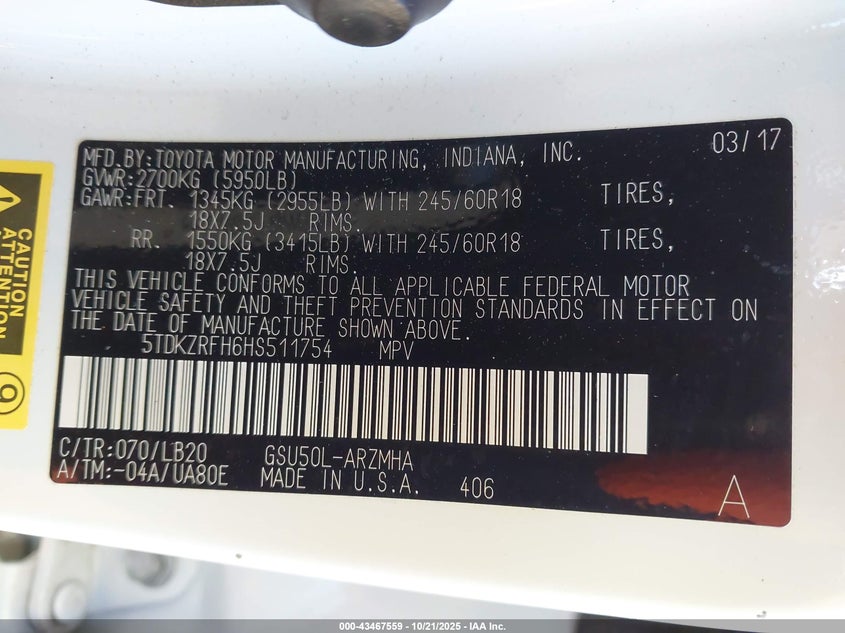 MFD.BY:TOYOTA MOTOR MANUFACTURING, INDIANA, INC. 03/17
GVWR:2700KG (5950LB)
GAWR:FRT. 1345KG (2955LB) WITH 245/60R18 TIRES,
18X7.5J RIMS.
RR. 1550KG (3415LB) WITH 245/60R18 TIRES,
18X7.5J RIMS.
THIS VEHICLE CONFORMS TO ALL APPLICABLE FEDERAL MOTOR
VEHICLE SAFETY AND THEFT PREVENTION STANDARDS IN EFFECT ON
THE DATE OF MANUFACTURE SHOWN ABOVE.
5TDKZRFH6HS511754 MPV
C/TR:070/LB20 GSU50L-ARZMHA
A/TM:-04A/UA80E MADE IN U.S.A. 406 A
CAUTION
ATTENTION
9
000-43467559 - 10/21/2025 - IAA Inc.